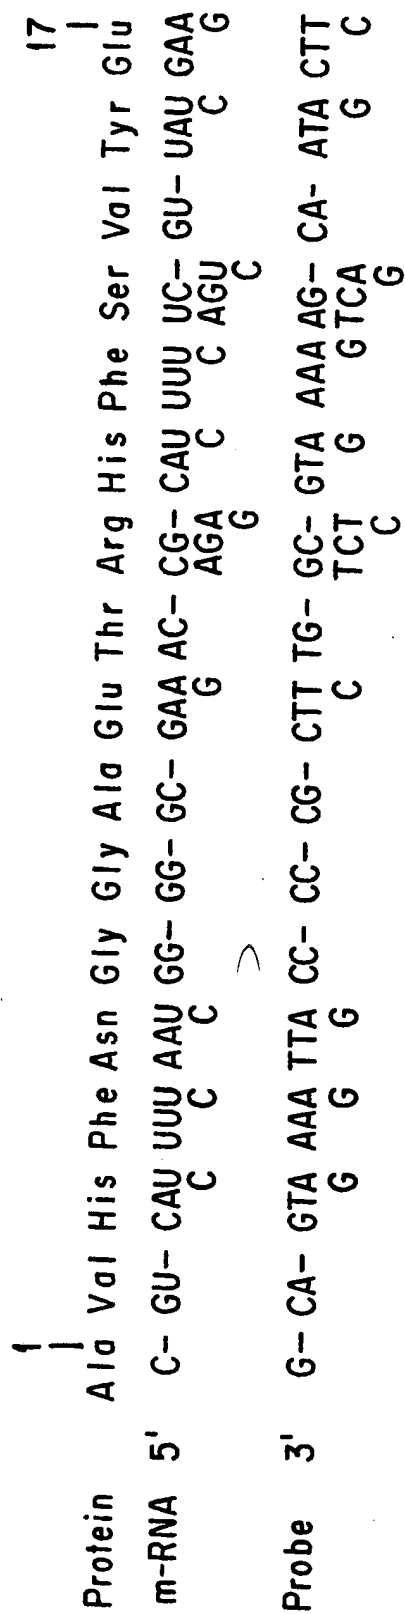 1 17
Protein Ala Val His Phe Asn Gly Gly Ala Glu Thr Arg His Phe Ser Val Tyr Glu
m-RNA 5' C- GU- CAU UUU AAU GG- GG- GC- GAA AC- CG- CAU UUU UC- GU- UAU GAA
C C C G AGA C C AGU C G
G C
Probe 3' G- CA- GTA AAA TTA CC- CC- CG- CTT TG- GC- GTA AAA AG- CA- ATA CTT
G G G C TCT G G TCA G C
C G